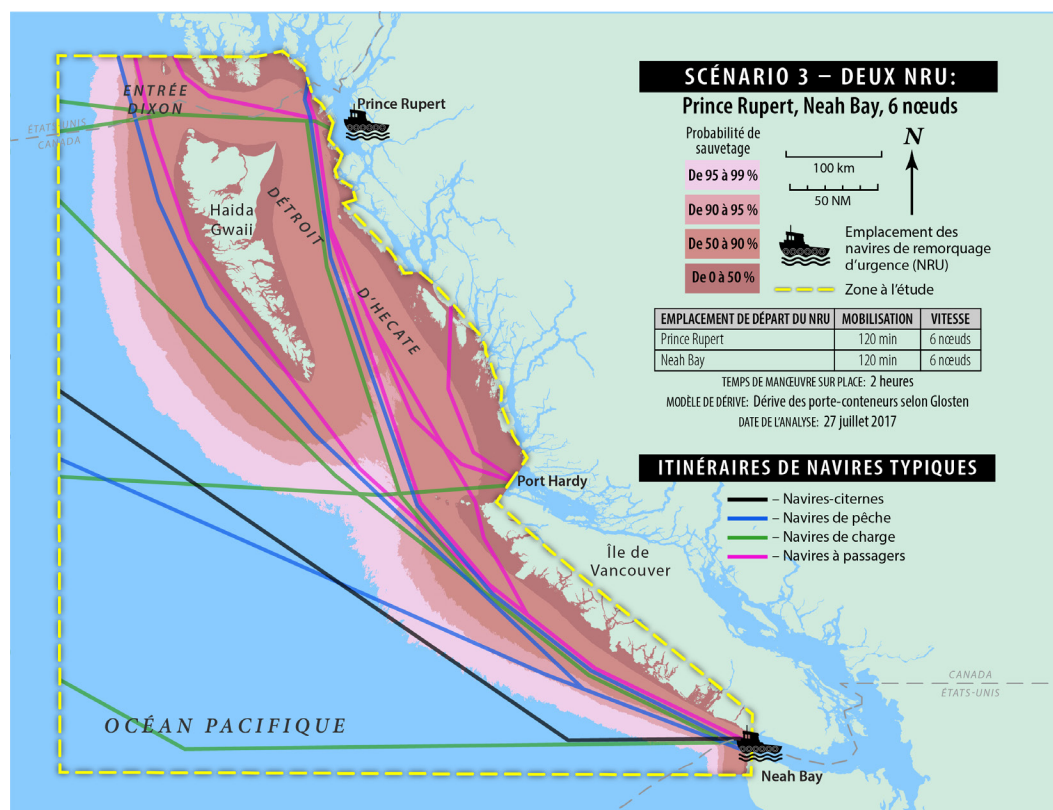 SCÉNARIO 3 – DEUX NRU:
Prince Rupert, Neah Bay, 6 nœuds
Probabilité de
sauvetage
De 95 à 99 %
De 90 à 95 %
De 50 à 90 %
De 0 à 50 %
100 km
50 NM
N
Emplacement des
navires de remorquage
d'urgence (NRU)
Zone à l'étude
EMPLACEMENT DE DÉPART DU NRU MOBILISATION VITESSE
Prince Rupert 120 min 6 nœuds
Neah Bay 120 min 6 nœuds
TEMPS DE MANŒUVRE SUR PLACE: 2 heures
MODÈLE DE DÉRIVE: Dérive des porte-conteneurs selon Glosten
DATE DE L'ANALYSE: 27 juillet 2017
ITINÉRAIRES DE NAVIRES TYPIQUES
– Navires-citernes
– Navires de pêche
– Navires de charge
– Navires à passagers
ENTRÉE
DIXON
Prince Rupert
ÉTATS-UNIS
CANADA
Haida
Gwaii
DÉTROIT
D'HECATE
Port Hardy
Île de
Vancouver
CANADA
ÉTATS-UNIS
OCÉAN PACIFIQUE
Neah Bay